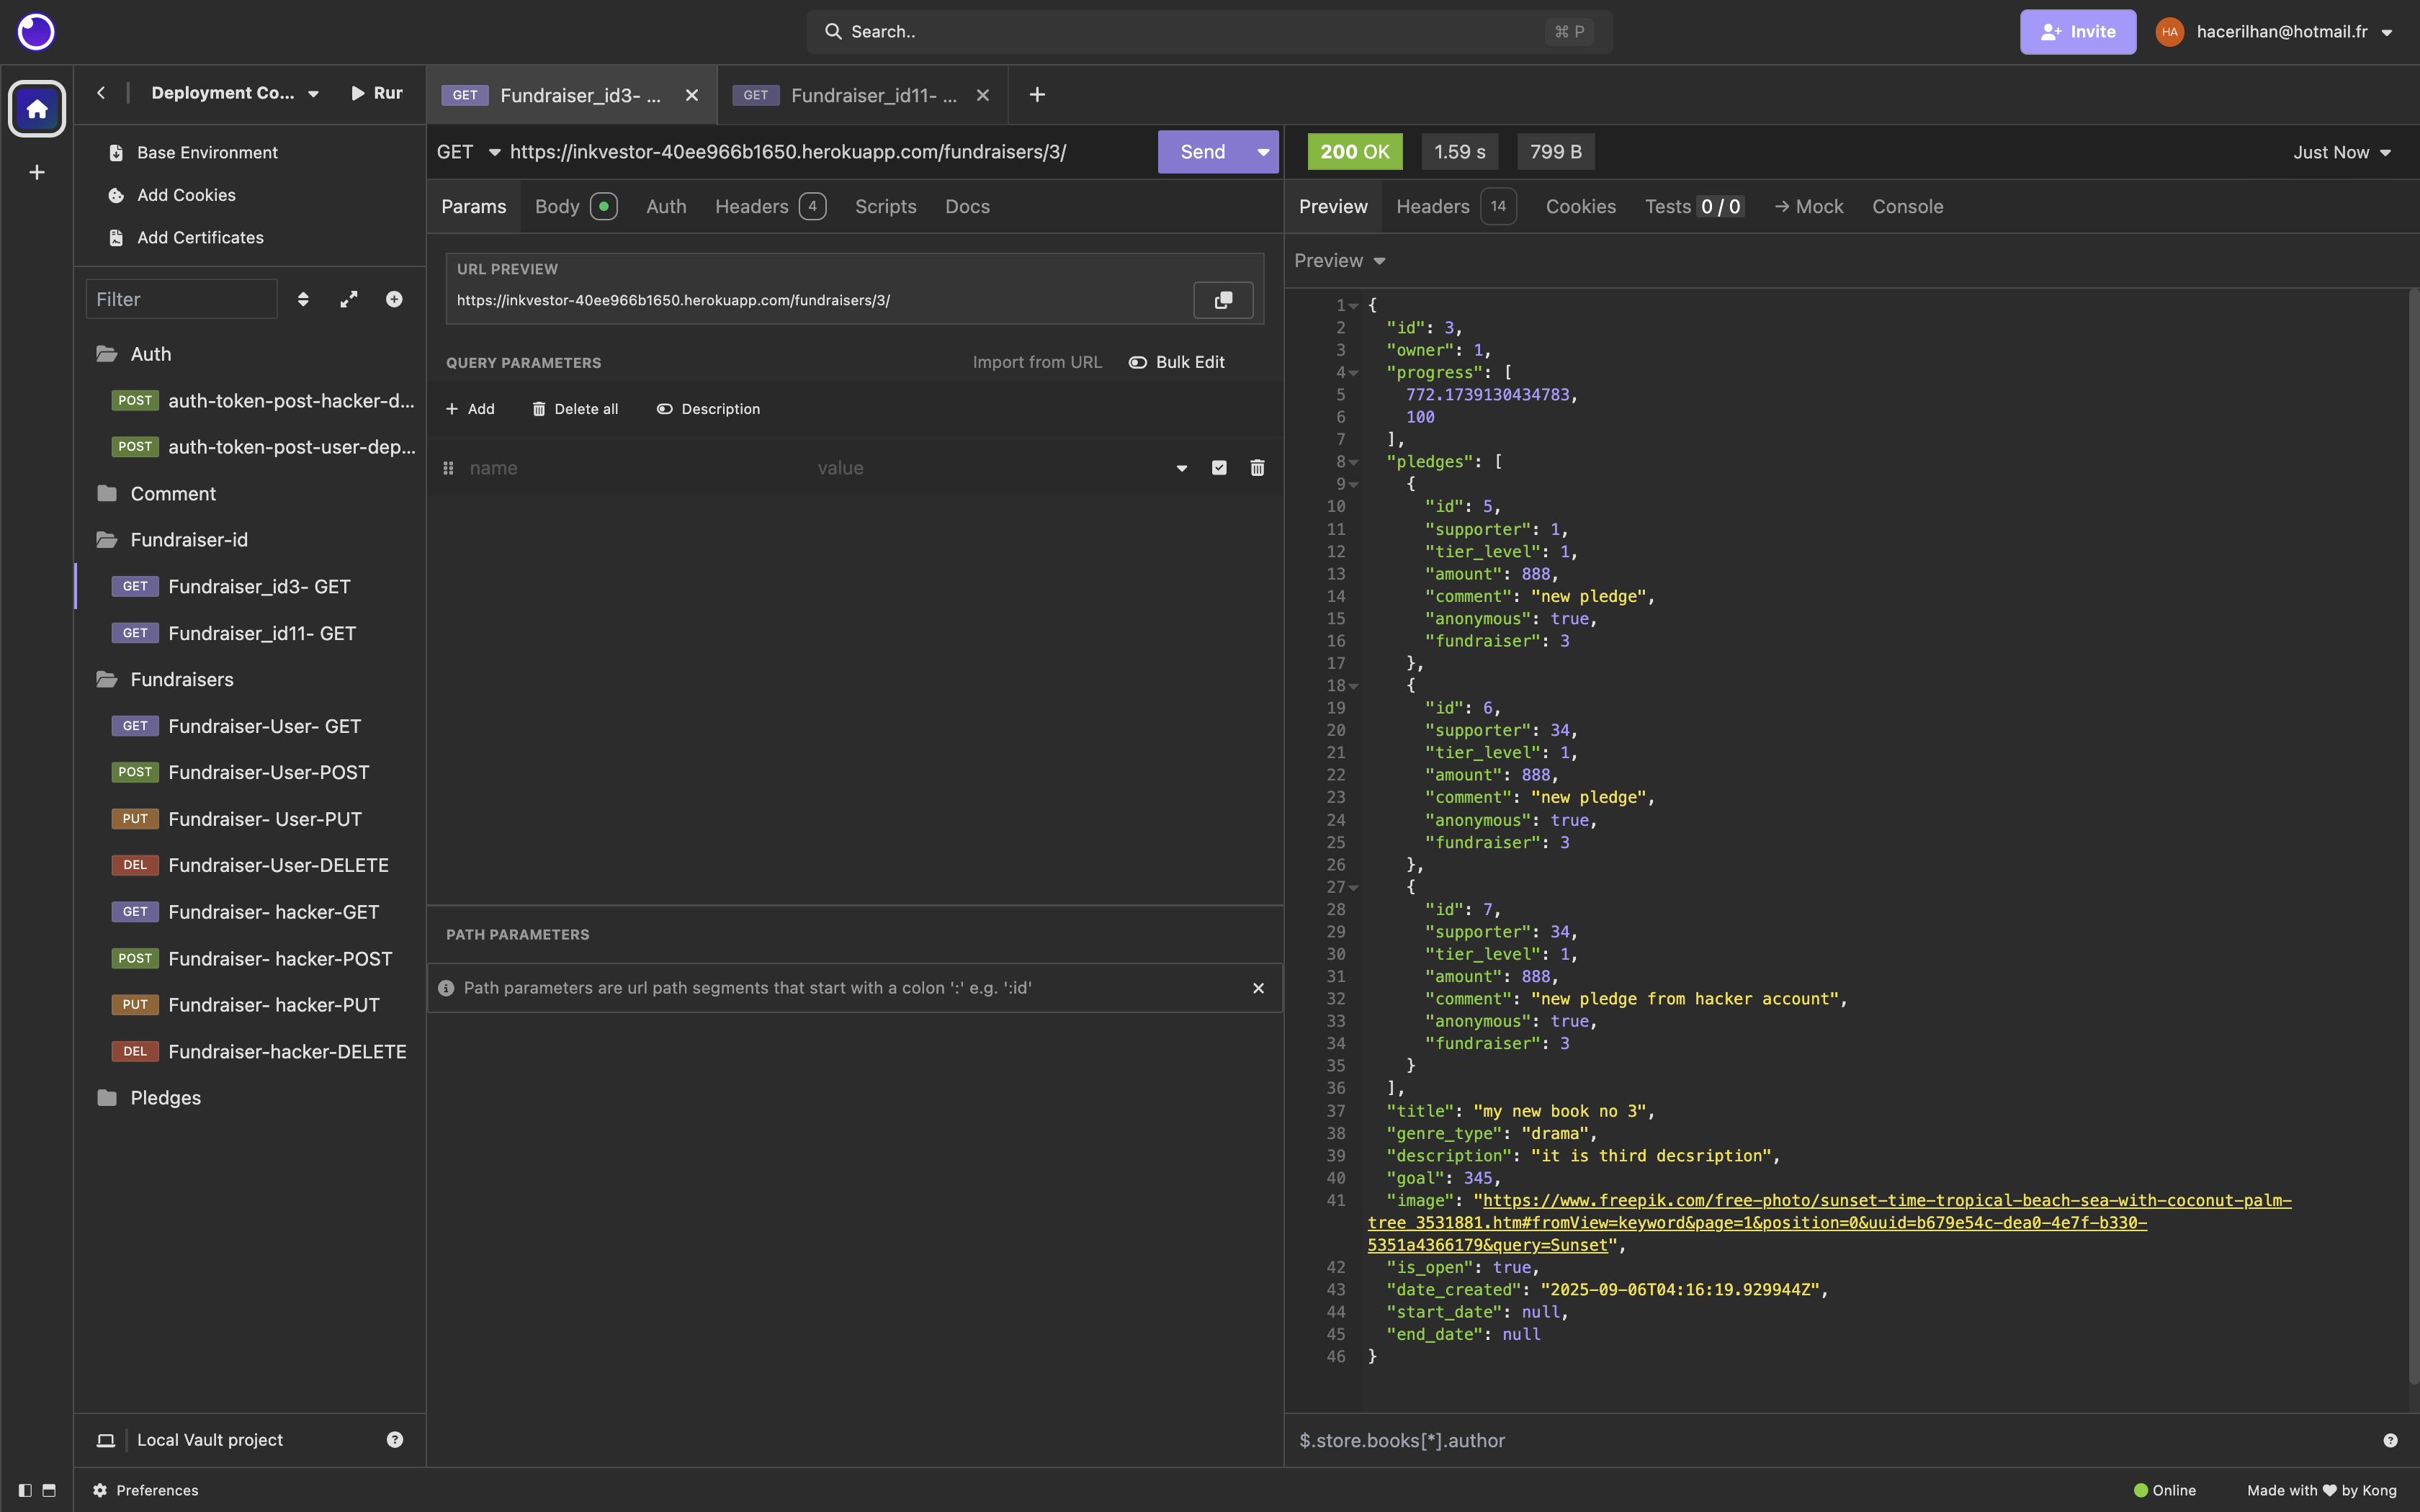 Search..
⌘ P
Invite
HA
hacerilhan@hotmail.fr
Deployment Co...
Run
GET Fundraiser_id3- ...
GET Fundraiser_id11- ...
Base Environment
Add Cookies
Add Certificates
Filter
Auth
POST auth-token-post-hacker-d...
POST auth-token-post-user-dep...
Comment
Fundraiser-id
GET Fundraiser_id3- GET
GET Fundraiser_id11- GET
Fundraisers
GET Fundraiser-User- GET
POST Fundraiser-User-POST
PUT Fundraiser- User-PUT
DEL Fundraiser-User-DELETE
GET Fundraiser- hacker-GET
POST Fundraiser- hacker-POST
PUT Fundraiser- hacker-PUT
DEL Fundraiser-hacker-DELETE
Pledges
Local Vault project
GET https://inkvestor-40ee966b1650.herokuapp.com/fundraisers/3/
Send
Params Body Auth Headers 4 Scripts Docs
URL PREVIEW
https://inkvestor-40ee966b1650.herokuapp.com/fundraisers/3/
QUERY PARAMETERS
Import from URL
Bulk Edit
Add
Delete all
Description
name
value
PATH PARAMETERS
Path parameters are url path segments that start with a colon ':' e.g. ':id'
200 OK
1.59 s
799 B
Just Now
Preview Headers 14 Cookies Tests 0 / 0 → Mock Console
Preview
1 {
2 "id": 3,
3 "owner": 1,
4 "progress": [
5 772.1739130434783,
6 100
7 ],
8 "pledges": [
9 {
10 "id": 5,
11 "supporter": 1,
12 "tier_level": 1,
13 "amount": 888,
14 "comment": "new pledge",
15 "anonymous": true,
16 "fundraiser": 3
17 },
18 {
19 "id": 6,
20 "supporter": 34,
21 "tier_level": 1,
22 "amount": 888,
23 "comment": "new pledge",
24 "anonymous": true,
25 "fundraiser": 3
26 },
27 {
28 "id": 7,
29 "supporter": 34,
30 "tier_level": 1,
31 "amount": 888,
32 "comment": "new pledge from hacker account",
33 "anonymous": true,
34 "fundraiser": 3
35 }
36 ],
37 "title": "my new book no 3",
38 "genre_type": "drama",
39 "description": "it is third decsription",
40 "goal": 345,
41 "image": "https://www.freepik.com/free-photo/sunset-time-tropical-beach-sea-with-coconut-palm-
tree_3531881.htm#fromView=keyword&page=1&position=0&uuid=b679e54c-dea0-4e7f-b330-
5351a4366179&query=Sunset",
42 "is_open": true,
43 "date_created": "2025-09-06T04:16:19.929944Z",
44 "start_date": null,
45 "end_date": null
46 }
$.store.books[*].author
Preferences
Online
Made with ♥ by Kong